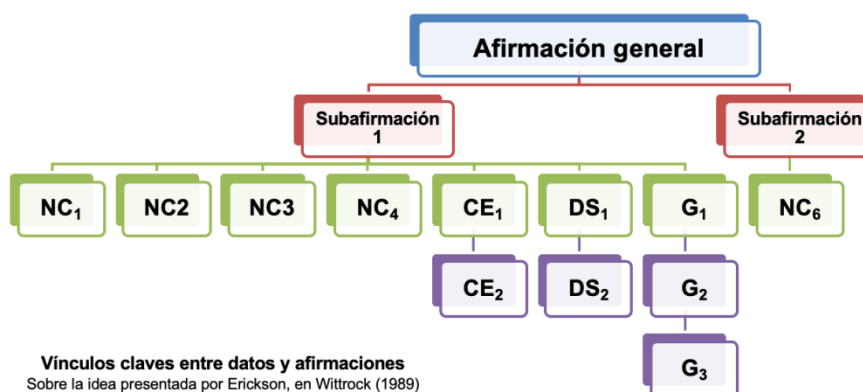 Afirmación general
Subafirmación
1
Subafirmación
2
NC₁
NC2
NC3
NC₄
CE₁
DS₁
G₁
NC₆
CE₂
DS₂
G₂
G₃
Vínculos claves entre datos y afirmaciones
Sobre la idea presentada por Erickson, en Wittrock (1989)